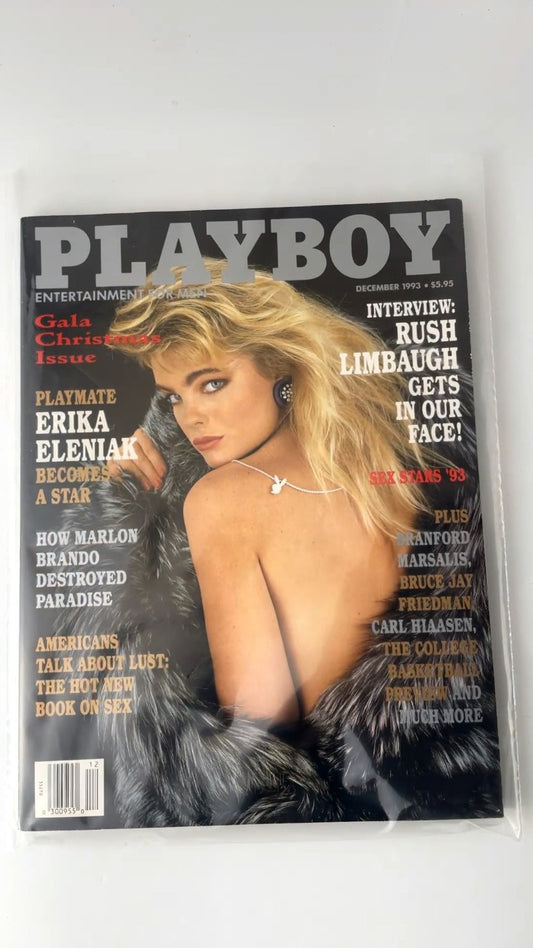 PLAYBOY
ENTERTAINMENT FOR MEN
DECEMBER 1993 • $5.95
Gala
Christmas
Issue
PLAYMATE
ERIKA
ELENIAK
BECOMES
A STAR
HOW MARLON
BRANDO
DESTROYED
PARADISE
AMERICANS
TALK ABOUT LUST:
THE HOT NEW
BOOK ON SEX
INTERVIEW:
RUSH
LIMBAUGH
GETS
IN OUR
FACE!
SEX STARS '93
PLUS
BRANFORD
MARSALIS,
BRUCE JAY
FRIEDMAN,
CARL HIAASEN,
THE COLLEGE
BASKETBALL
PREVIEW AND
MUCH MORE
12
0 300955 0